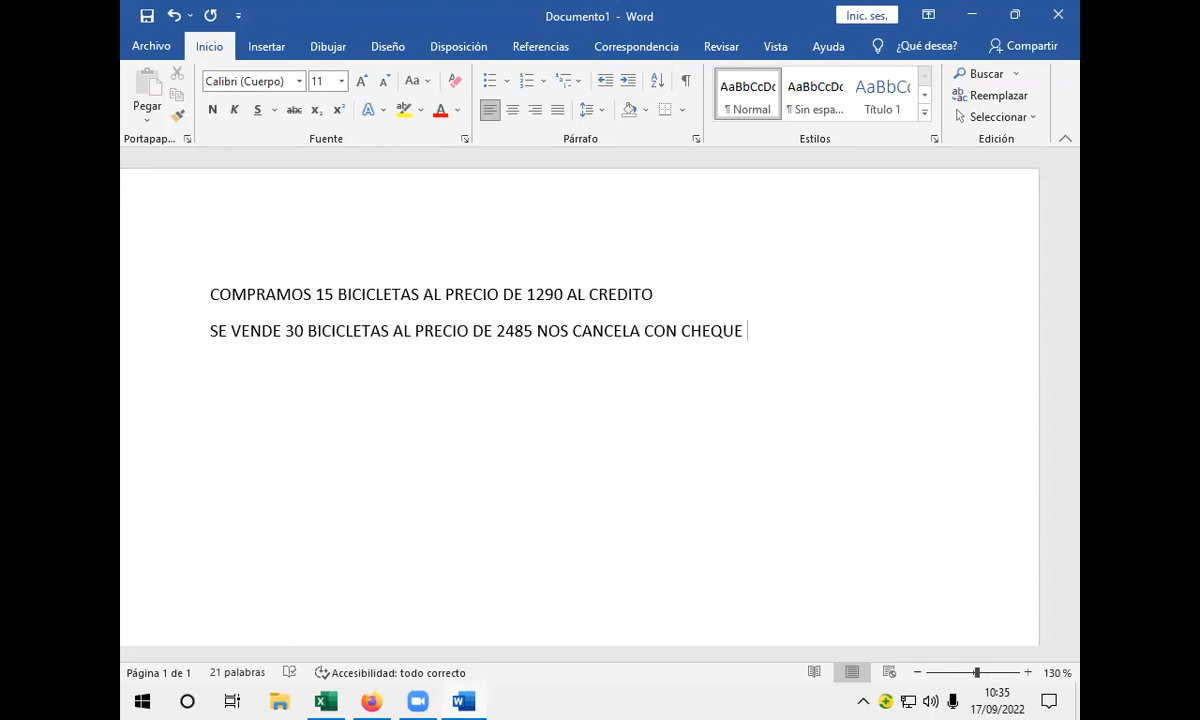 Documento1 - Word
Inic. ses.
Archivo Inicio Insertar Dibujar Diseño Disposición Referencias Correspondencia Revisar Vista Ayuda ¿Qué desea? Compartir
Pegar
Calibri (Cuerpo) 11 Aa
N K S abc x₂ x² A A
AaBbCcDc AaBbCcDc AaBbCcD
¶ Normal ¶ Sin espa... Título 1
Buscar
Reemplazar
Seleccionar
Portapap... Fuente Párrafo Estilos Edición
COMPRAMOS 15 BICICLETAS AL PRECIO DE 1290 AL CREDITO
SE VENDE 30 BICICLETAS AL PRECIO DE 2485 NOS CANCELA CON CHEQUE
Página 1 de 1 21 palabras Accesibilidad: todo correcto 130 %
10:35
17/09/2022